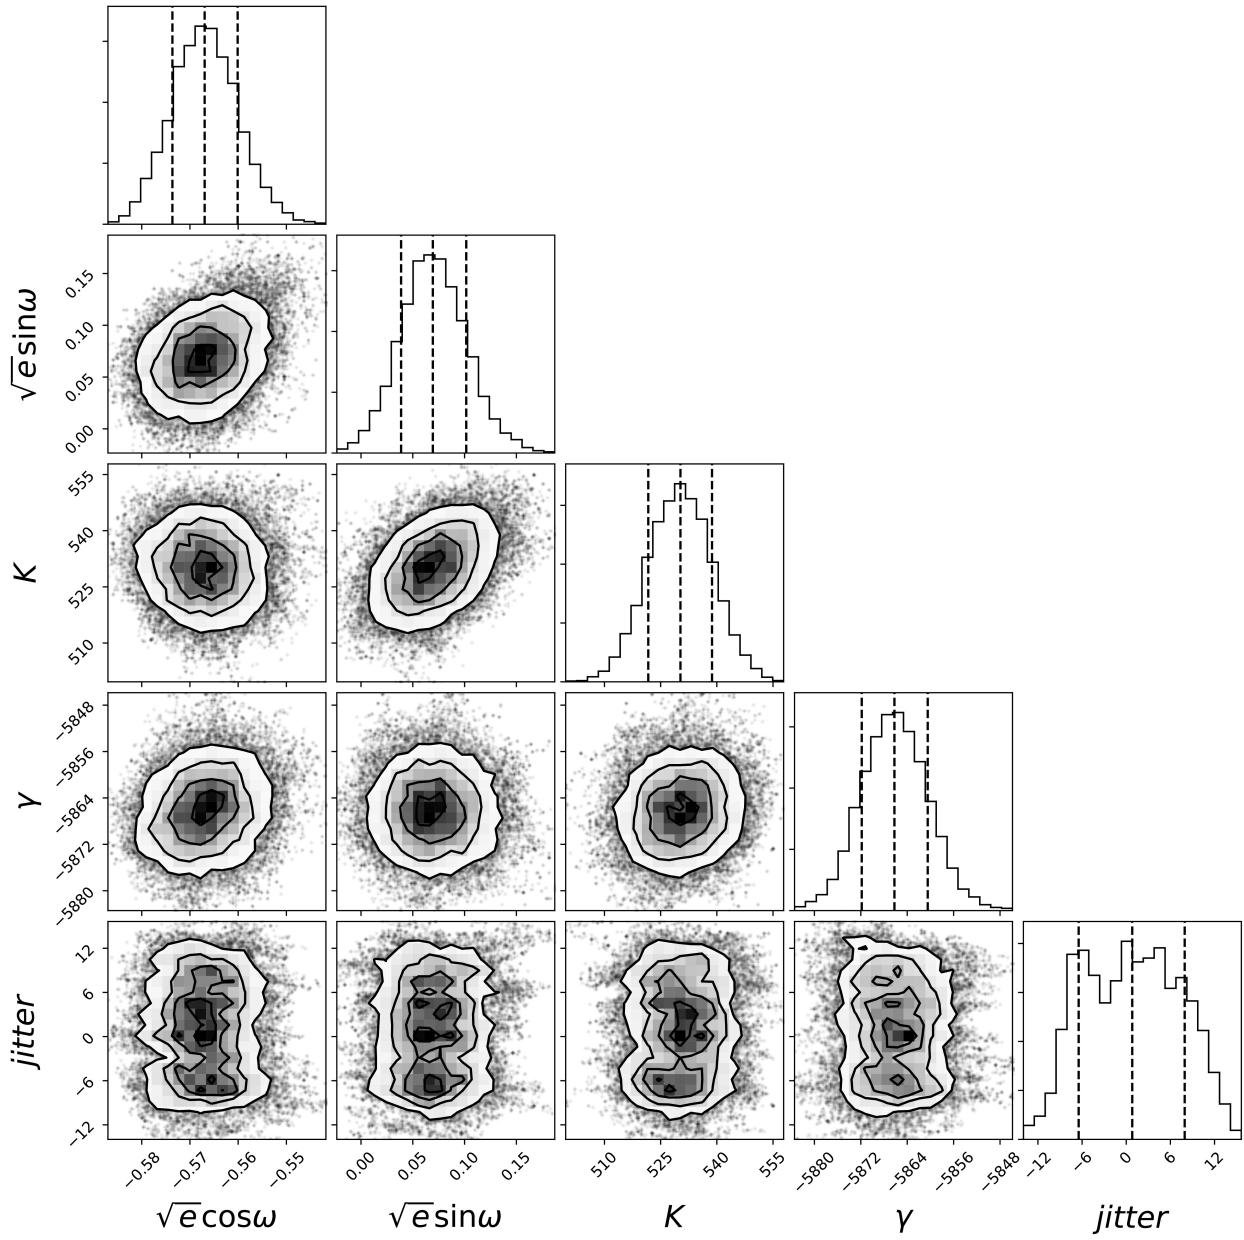 √e sinω
0.15
0.10
0.05
0.00
K
555
540
525
510
γ
−5848
−5856
−5864
−5872
−5880
jitter
12
6
0
−6
−12
−0.58 −0.57 −0.56 −0.55
0.00 0.05 0.10 0.15
510 525 540 555
−5880 −5872 −5864 −5856 −5848
−12 −6 0 6 12
√e cosω √e sinω K γ jitter